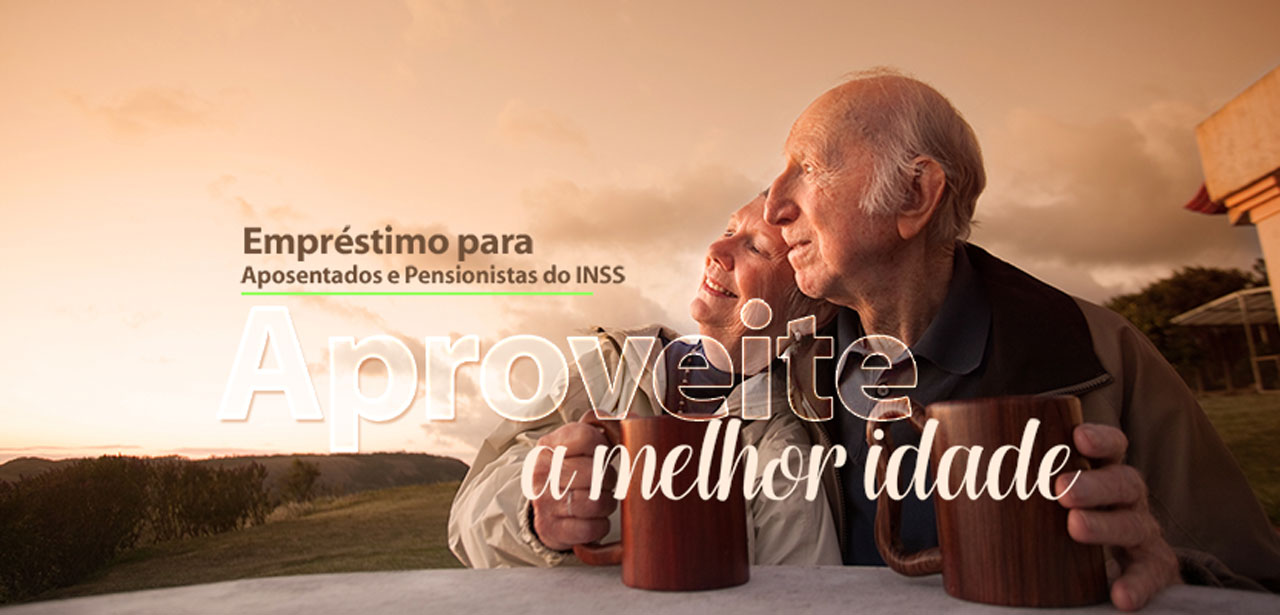 Empréstimo para
Aposentados e Pensionistas do INSS
Aproveite
a melhor idade